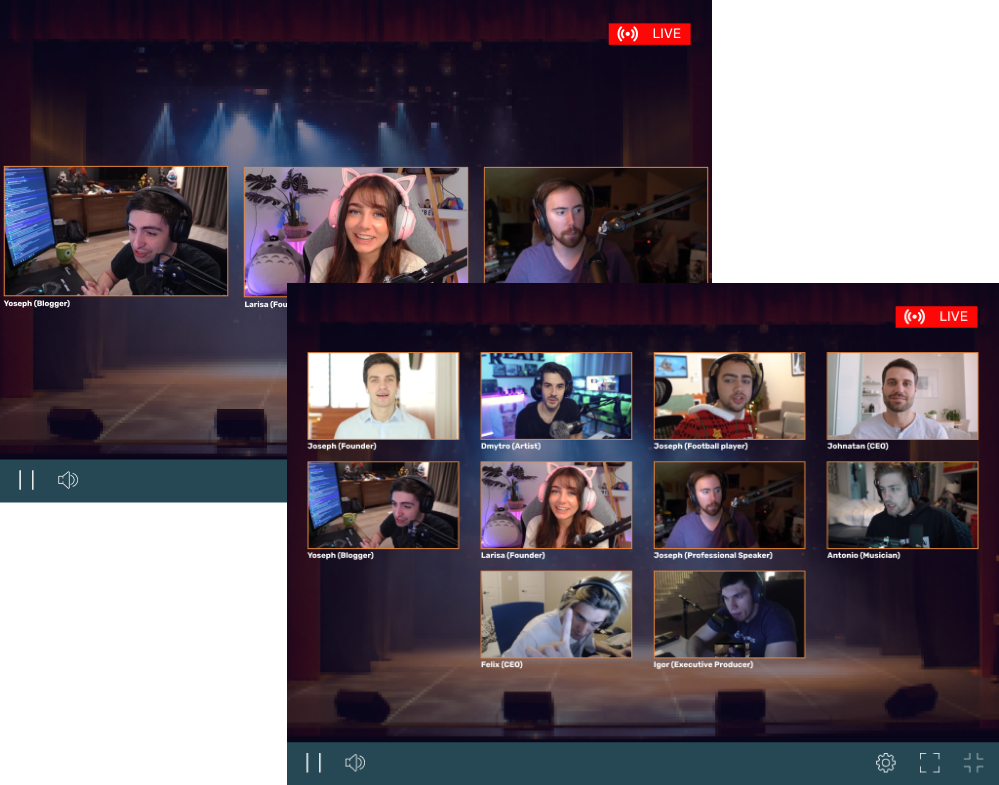 LIVE
Yoseph (Blogger)
Larisa (Fou
LIVE
REATE
Joseph (Founder)
Dmytro (Artist)
Joseph (Football player)
Johnatan (CEO)
Yoseph (Blogger)
Larisa (Founder)
Joseph (Professional Speaker)
Antonio (Musician)
Felix (CEO)
Igor (Executive Producer)